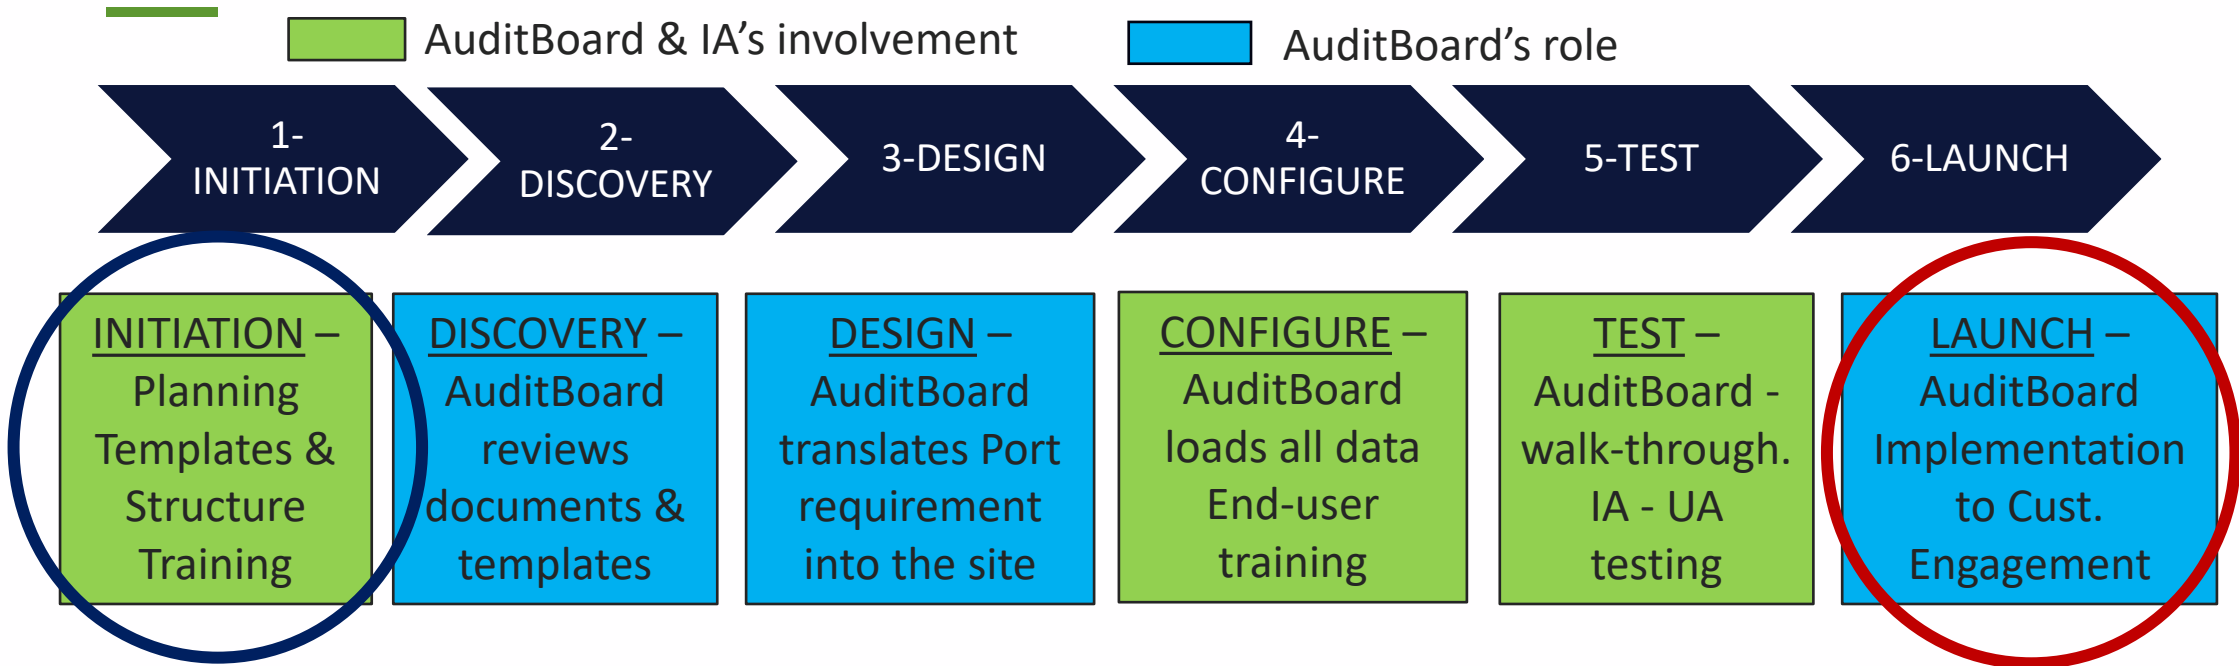 AuditBoard & IA’s involvement
AuditBoard’s role
1-
INITIATION
2-
DISCOVERY
3-DESIGN
4-
CONFIGURE
5-TEST
6-LAUNCH
INITIATION –
Planning
Templates &
Structure
Training
DISCOVERY –
AuditBoard
reviews
documents &
templates
DESIGN –
AuditBoard
translates Port
requirement
into the site
CONFIGURE –
AuditBoard
loads all data
End-user
training
TEST –
AuditBoard -
walk-through.
IA - UA
testing
LAUNCH –
AuditBoard
Implementation
to Cust.
Engagement